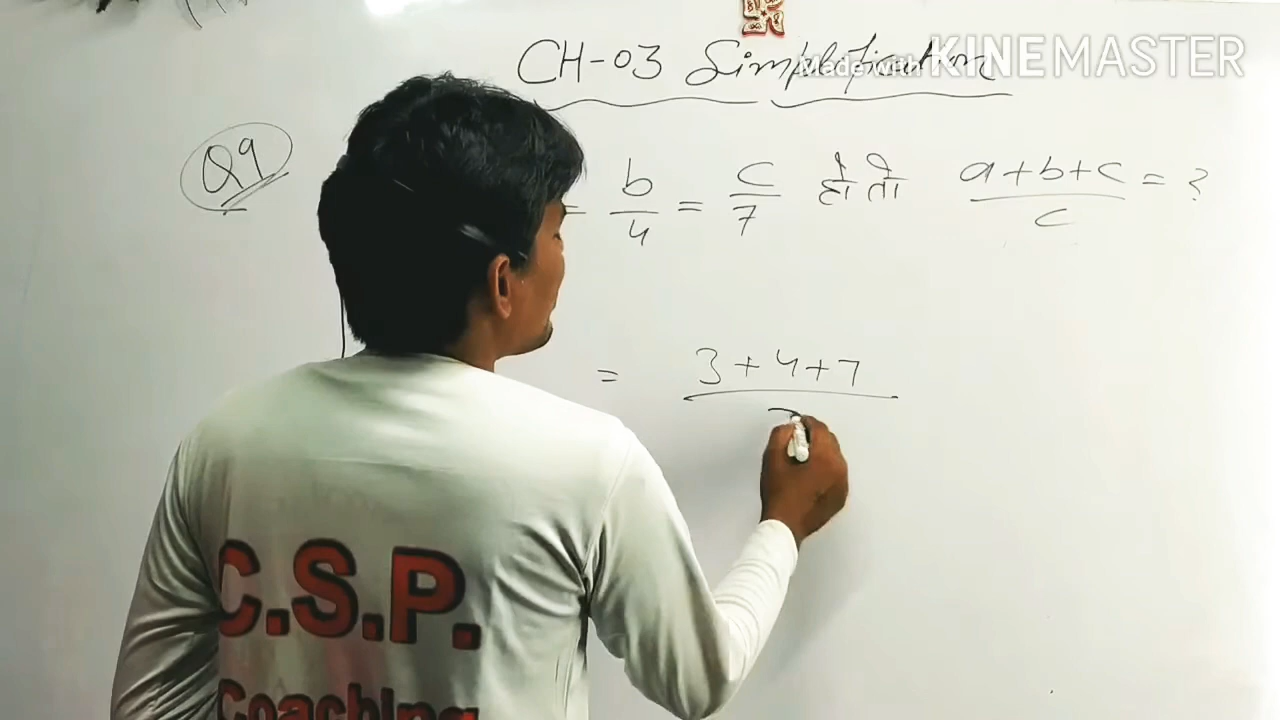 CH-03 Simplification
Made with KINEMASTER
Q9 = b/4 = c/7 हो तो a+b+c/c = ?
= 3+4+7
C.S.P.
Coaching